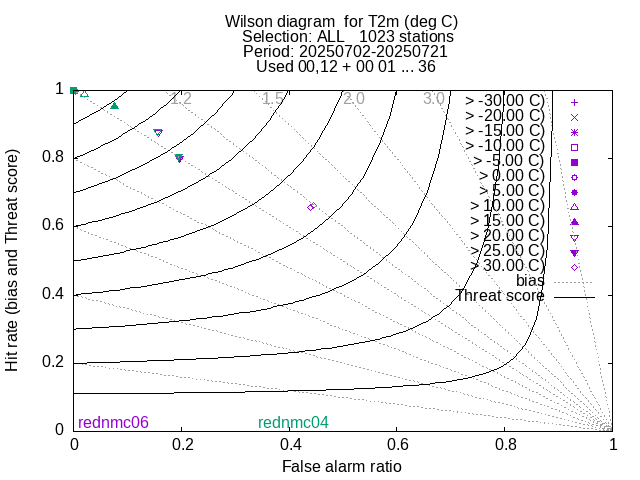 Wilson diagram  for T2m (deg C)
Selection: ALL   1023 stations
Period: 20250702-20250721
Used 00,12 + 00 01 ... 36
1
1.2
1.5
2.0
3.0
> -30.00 C)
> -20.00 C)
> -15.00 C)
> -10.00 C)
> -5.00 C)
> 0.00 C)
> 5.00 C)
> 10.00 C)
> 15.00 C)
> 20.00 C)
> 25.00 C)
> 30.00 C)
bias
Threat score
0.8
0.6
0.4
0.2
0
Hit rate (bias and Threat score)
rednmc06
rednmc04
0
0.2
0.4
0.6
0.8
1
False alarm ratio